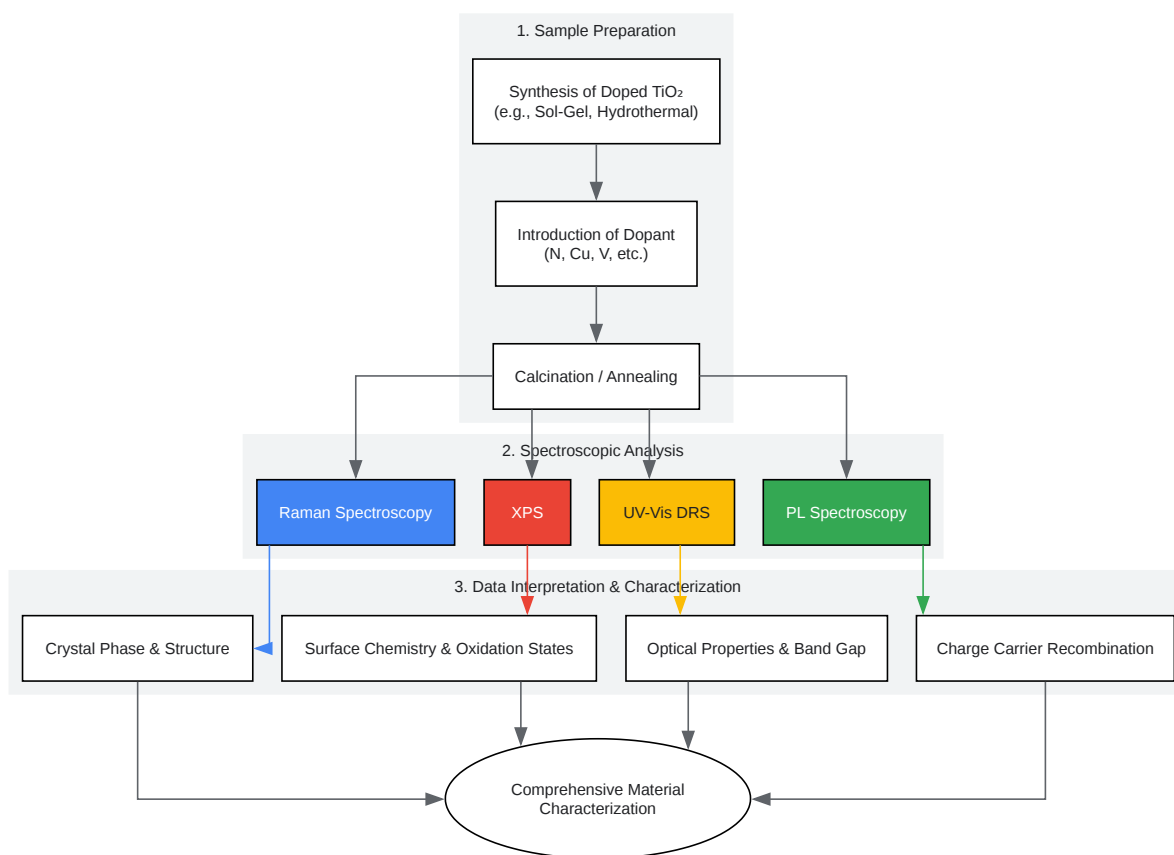 1. Sample Preparation
Synthesis of Doped TiO₂
(e.g., Sol-Gel, Hydrothermal)
Introduction of Dopant
(N, Cu, V, etc.)
Calcination / Annealing
2. Spectroscopic Analysis
Raman Spectroscopy
XPS
UV-Vis DRS
PL Spectroscopy
3. Data Interpretation & Characterization
Crystal Phase & Structure
Surface Chemistry & Oxidation States
Optical Properties & Band Gap
Charge Carrier Recombination
Comprehensive Material
Characterization